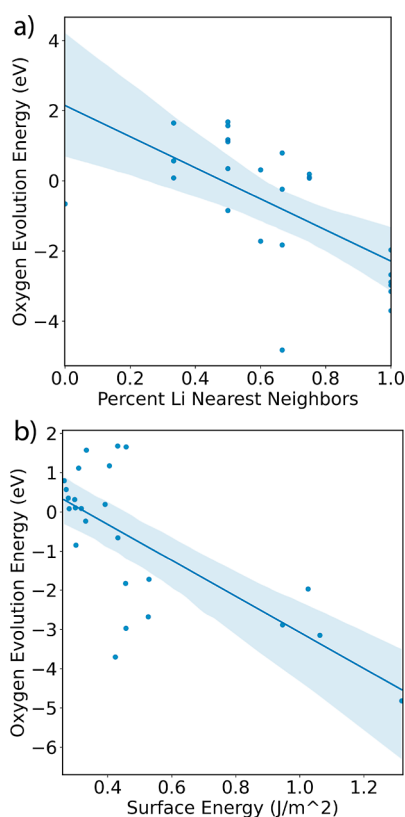 a)
Oxygen Evolution Energy (eV)
4
2
0
−2
−4
0.0 0.2 0.4 0.6 0.8 1.0
Percent Li Nearest Neighbors
b)
Oxygen Evolution Energy (eV)
2
1
0
−1
−2
−3
−4
−5
−6
0.4 0.6 0.8 1.0 1.2
Surface Energy (J/m^2)